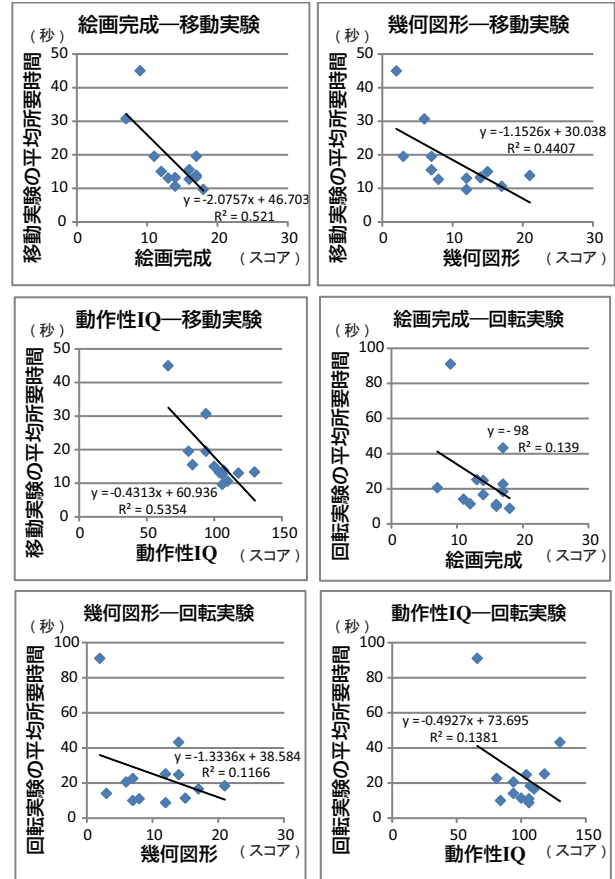 絵画完成―移動実験
（秒）
移動実験の平均所要時間
50
40
30
20
10
0
y = -2.0757x + 46.703
R² = 0.521
0 10 20 30
絵画完成
（スコア）
幾何図形―移動実験
（秒）
移動実験の平均所要時間
50
40
30
20
10
0
y = -1.1526x + 30.038
R² = 0.4407
0 10 20 30
幾何図形
（スコア）
動作性IQ―移動実験
（秒）
移動実験の平均所要時間
50
40
30
20
10
0
y = -0.4313x + 60.936
R² = 0.5354
0 50 100 150
動作性IQ
（スコア）
絵画完成―回転実験
（秒）
回転実験の平均所要時間
100
80
60
40
20
0
y = - 98
R² = 0.139
0 10 20 30
絵画完成
（スコア）
幾何図形―回転実験
（秒）
回転実験の平均所要時間
100
80
60
40
20
0
y = -1.3336x + 38.584
R² = 0.1166
0 10 20 30
幾何図形
（スコア）
動作性IQ―回転実験
（秒）
回転実験の平均所要時間
100
80
60
40
20
0
y = -0.4927x + 73.695
R² = 0.1381
0 50 100 150
動作性IQ
（スコア）